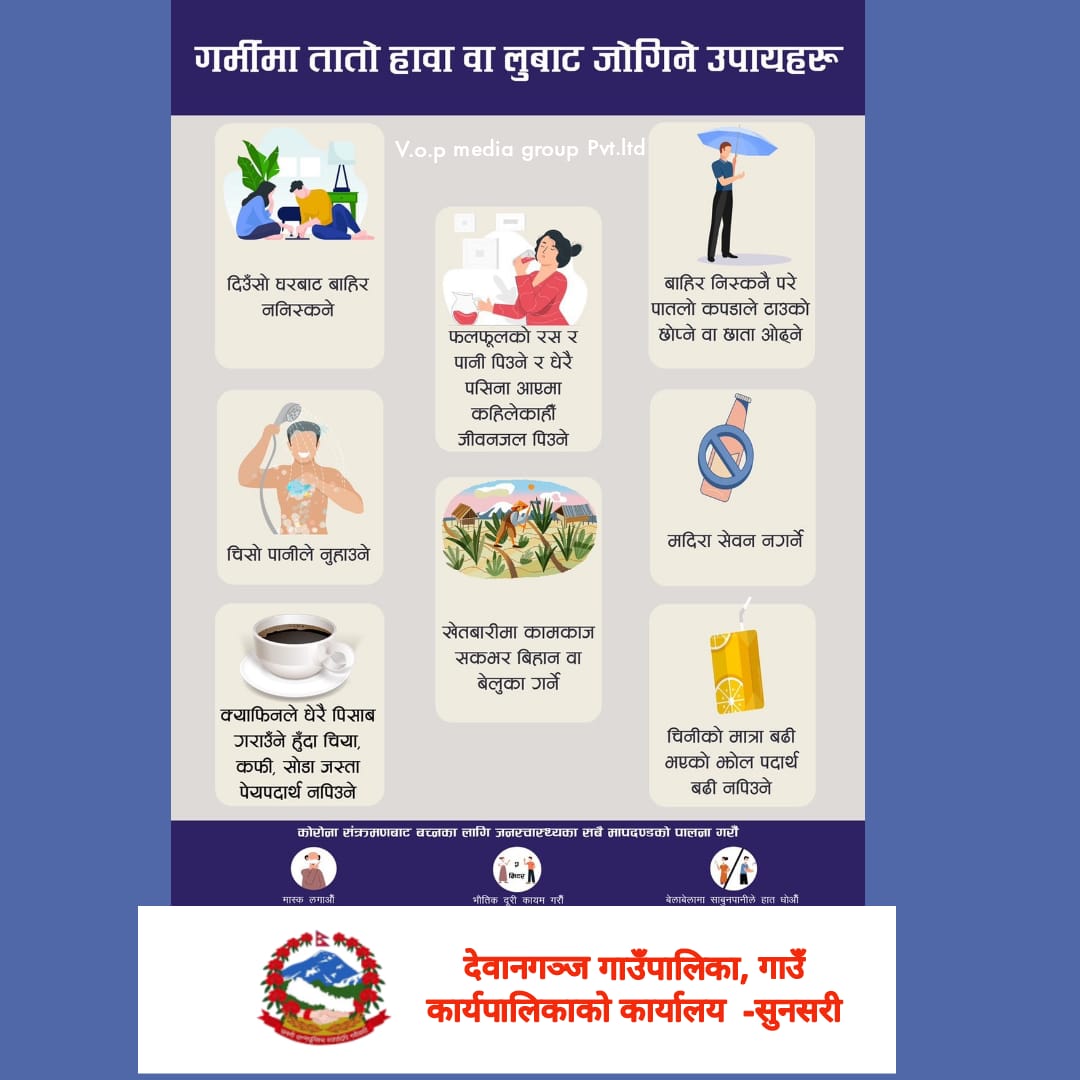 गर्मीमा तातो हावा वा लुबाट जोगिने उपायहरू
V.o.p media group Pvt.ltd
दिउँसो घरबाट बाहिर
ननिस्कने
फलफूलको रस र
पानी पिउने र धेरै
पसिना आएमा
कहिलेकाहीँ
जीवनजल पिउने
बाहिर निस्कनै परे
पातलो कपडाले टाउको
छोप्ने वा छाता ओढ्ने
चिसो पानीले नुहाउने
खेतबारीमा कामकाज
सकभर बिहान वा
बेलुका गर्ने
मदिरा सेवन नगर्ने
क्याफिनले धेरै पिसाब
गराउँने हुँदा चिया,
कफी, सोडा जस्ता
पेयपदार्थ नपिउने
चिनीको मात्रा बढी
भएको झोल पदार्थ
बढी नपिउने
कोरोना संक्रमणबाट बच्नका लागि जनस्वास्थ्यका सबै मापदण्डको पालना गरौं
मास्क लगाऔं
२
मिटर
भौतिक दूरी कायम गरौं
बेलाबेलामा साबुनपानीले हात धोऔं
देवानगञ्ज गाउँपालिका, गाउँ
कार्यपालिकाको कार्यालय -सुनसरी